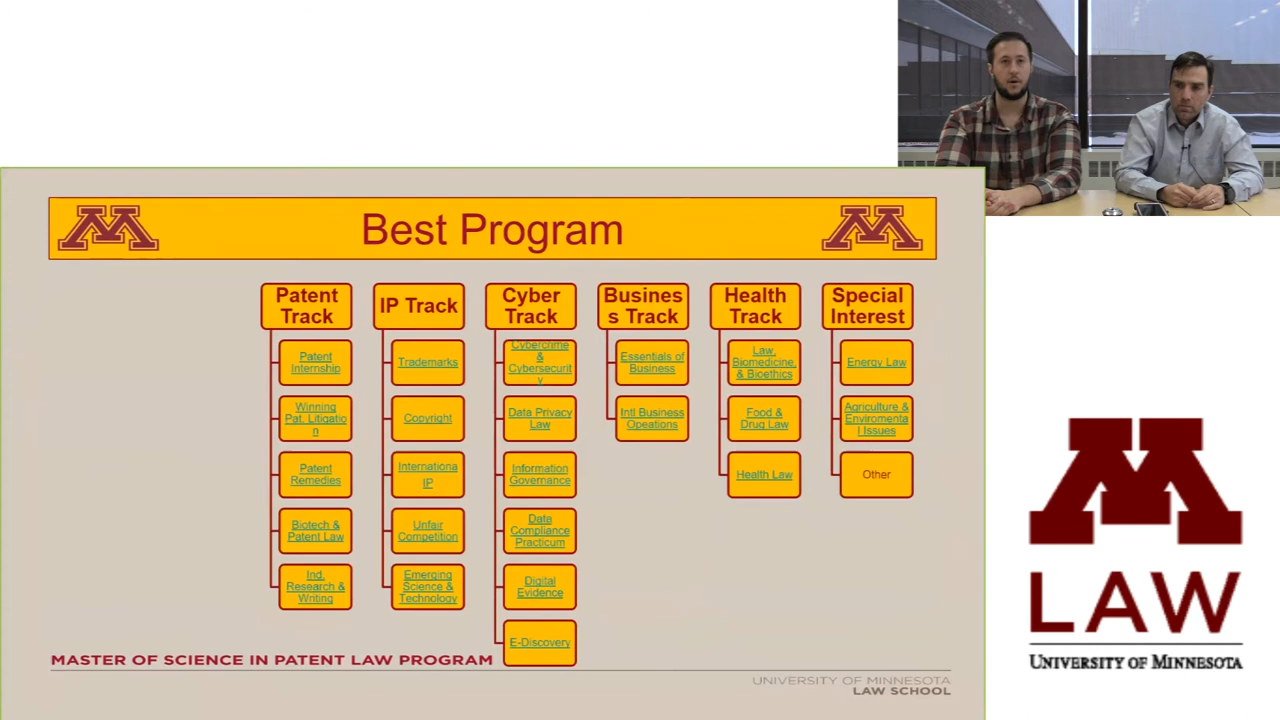 Best Program
Patent
Track
Patent
Internship
Winning
Pat. Litigatio
n
Patent
Remedies
Biotech &
Patent Law
Ind.
Research &
Writing
IP Track
Trademarks
Copyright
Internationa
IP
Unfair
Competition
Emerging
Science &
Technology
Cyber
Track
Cybercrime
&
Cybersecurit
y
Data Privacy
Law
Information
Governance
Data
Compliance
Practicum
Digital
Evidence
E-Discovery
Busines
s Track
Essentials of
Business
Intl Business
Opeations
Health
Track
Law,
Biomedicine,
& Bioethics
Food &
Drug Law
Health Law
Special
Interest
Energy Law
Agriculture &
Enviromenta
l Issues
Other
MASTER OF SCIENCE IN PATENT LAW PROGRAM
UNIVERSITY OF MINNESOTA
LAW SCHOOL
M
LAW
UNIVERSITY OF MINNESOTA